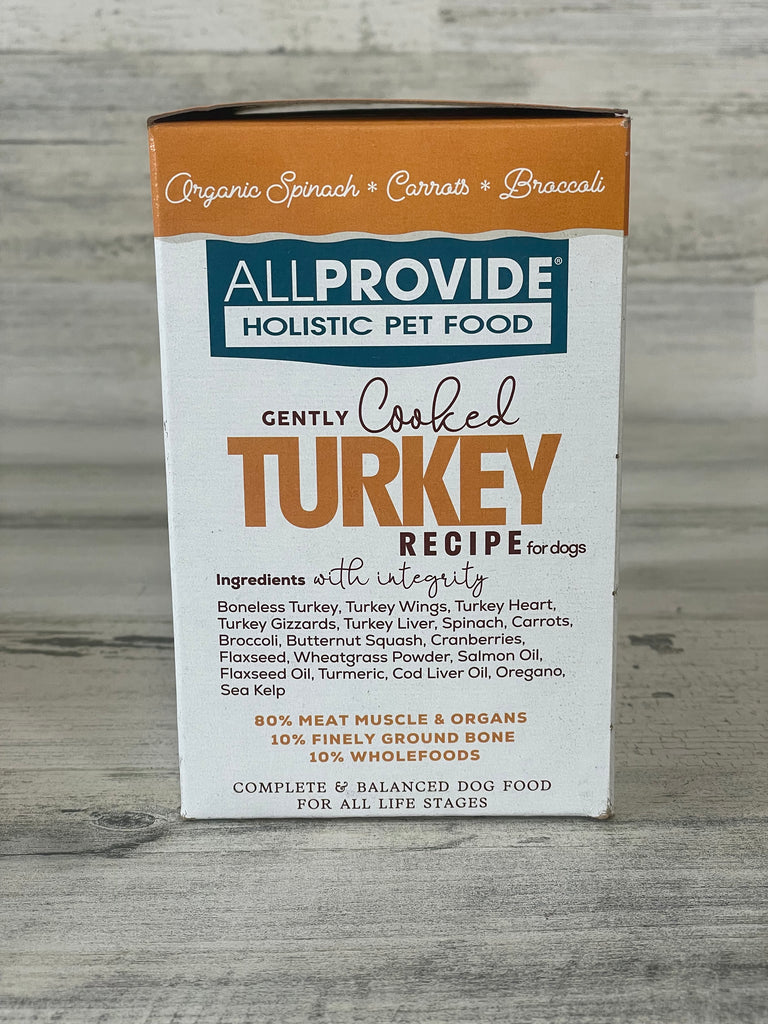 Organic Spinach * Carrots * Broccoli
ALLPROVIDE®
HOLISTIC PET FOOD
GENTLY Cooked
TURKEY
RECIPE for dogs
Ingredients with integrity
Boneless Turkey, Turkey Wings, Turkey Heart,
Turkey Gizzards, Turkey Liver, Spinach, Carrots,
Broccoli, Butternut Squash, Cranberries,
Flaxseed, Wheatgrass Powder, Salmon Oil,
Flaxseed Oil, Turmeric, Cod Liver Oil, Oregano,
Sea Kelp
80% MEAT MUSCLE & ORGANS
10% FINELY GROUND BONE
10% WHOLEFOODS
COMPLETE & BALANCED DOG FOOD
FOR ALL LIFE STAGES